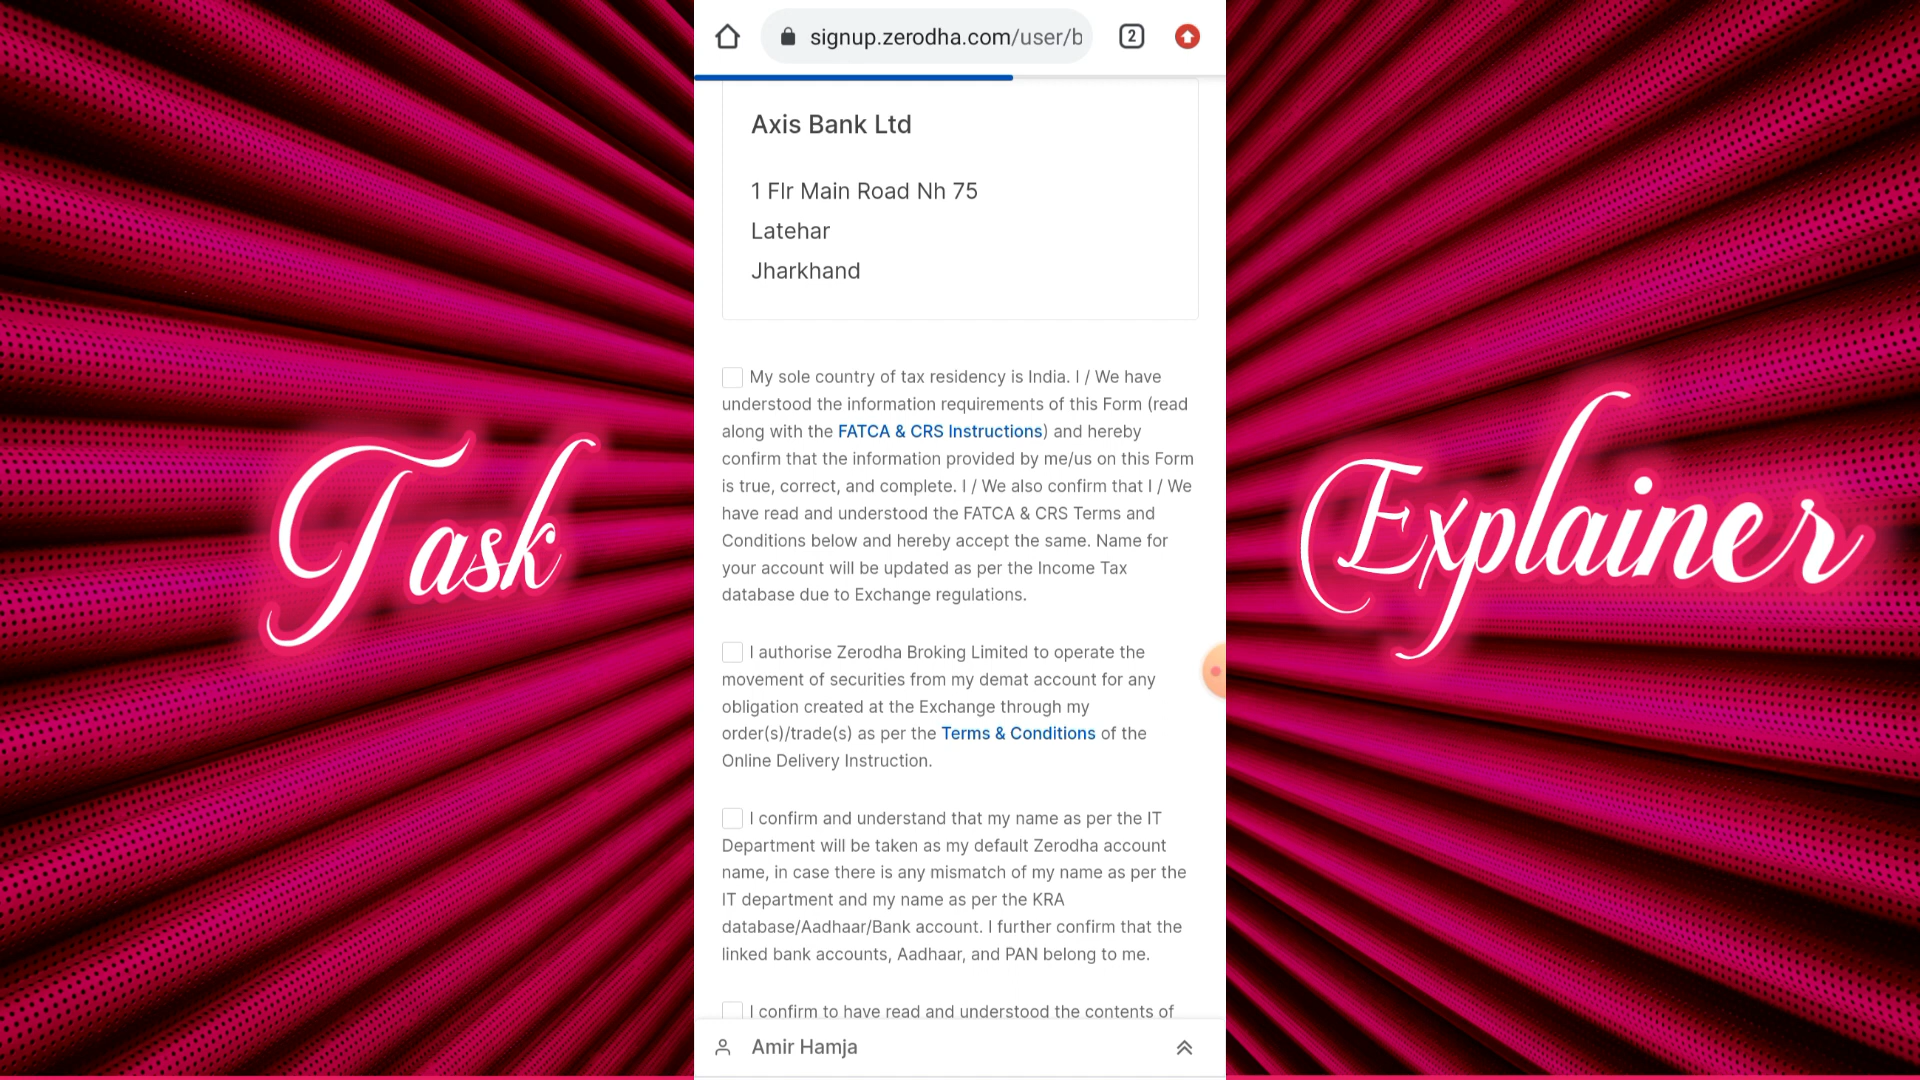 signup.zerodha.com/user/b
2
Axis Bank Ltd
1 Flr Main Road Nh 75
Latehar
Jharkhand
My sole country of tax residency is India. I / We have
understood the information requirements of this Form (read
along with the FATCA & CRS Instructions) and hereby
confirm that the information provided by me/us on this Form
is true, correct, and complete. I / We also confirm that I / We
have read and understood the FATCA & CRS Terms and
Conditions below and hereby accept the same. Name for
your account will be updated as per the Income Tax
database due to Exchange regulations.
I authorise Zerodha Broking Limited to operate the
movement of securities from my demat account for any
obligation created at the Exchange through my
order(s)/trade(s) as per the Terms & Conditions of the
Online Delivery Instruction.
I confirm and understand that my name as per the IT
Department will be taken as my default Zerodha account
name, in case there is any mismatch of my name as per the
IT department and my name as per the KRA
database/Aadhaar/Bank account. I further confirm that the
linked bank accounts, Aadhaar, and PAN belong to me.
I confirm to have read and understood the contents of
Amir Hamja
Task
Explainer